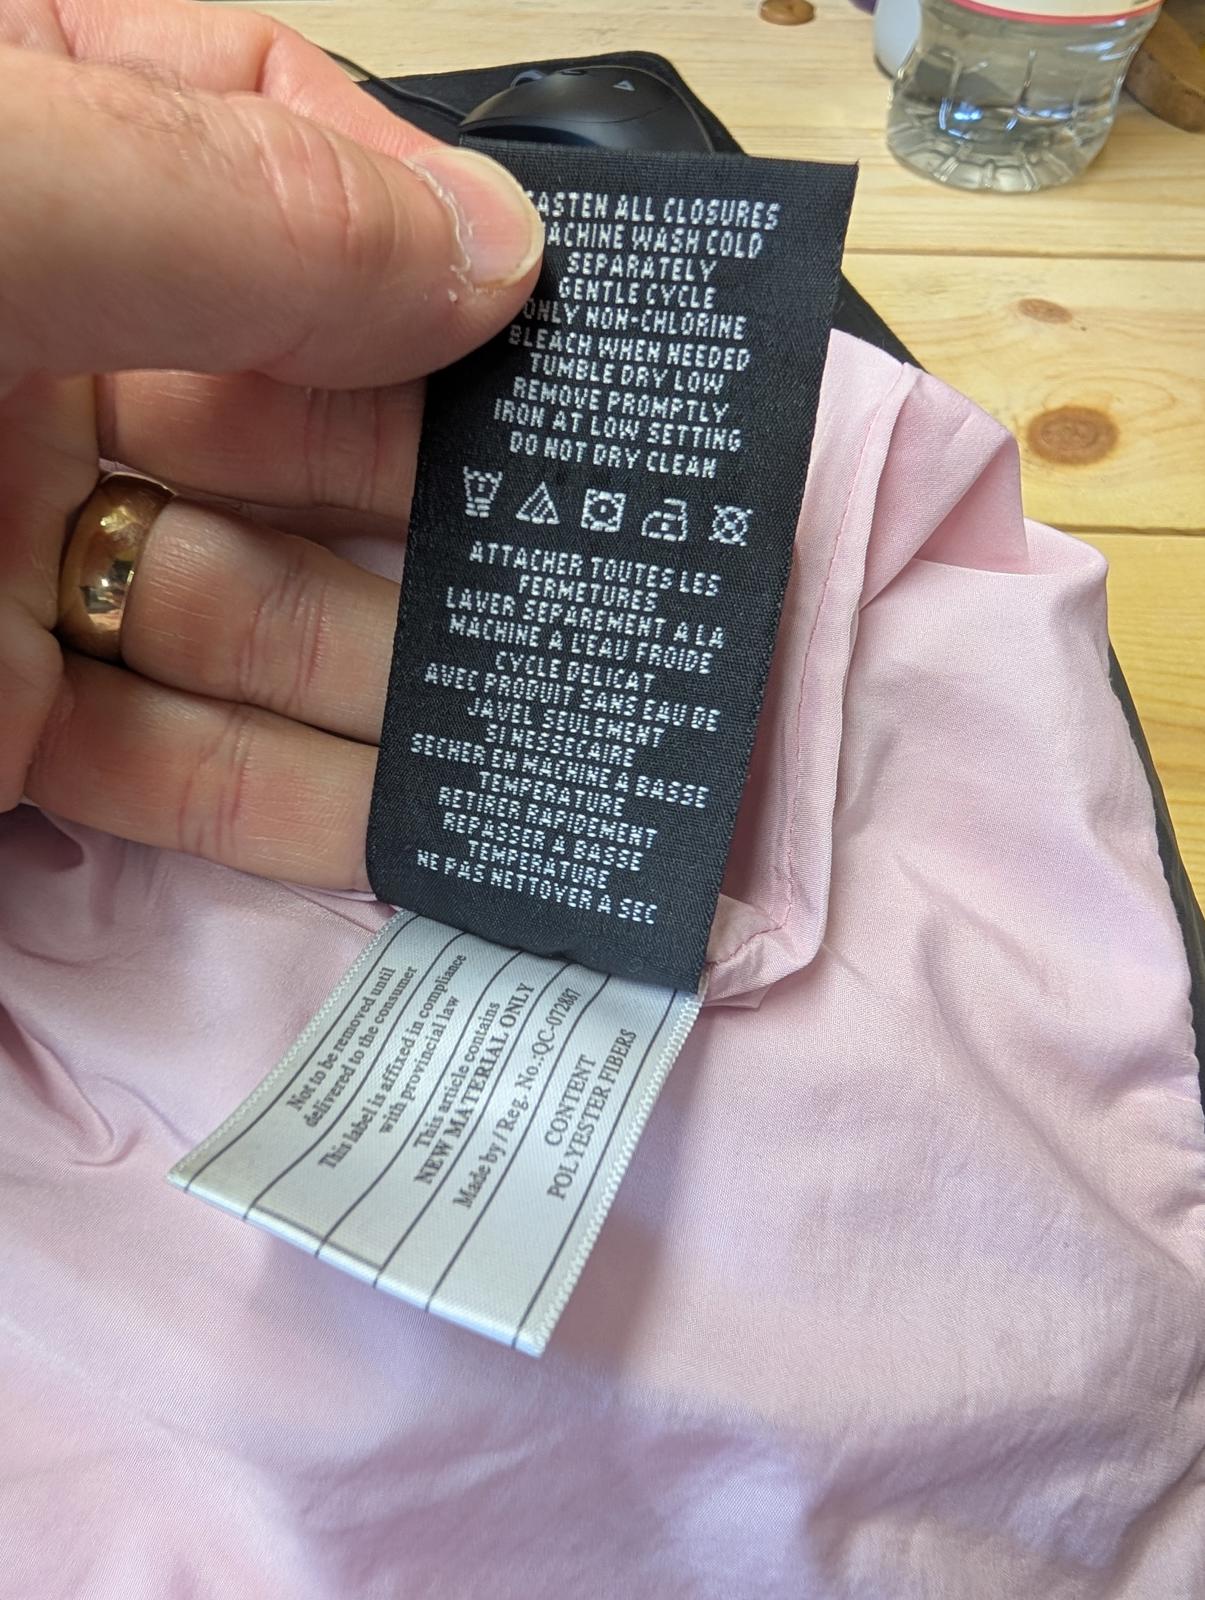 FASTEN ALL CLOSURES
MACHINE WASH COLD
SEPARATELY
GENTLE CYCLE
ONLY NON-CHLORINE
BLEACH WHEN NEEDED
TUMBLE DRY LOW
REMOVE PROMPTLY
IRON AT LOW SETTING
DO NOT DRY CLEAN
ATTACHER TOUTES LES
FERMETURES
LAVER SEPAREMENT A LA
MACHINE A L'EAU FROIDE
CYCLE DELICAT
AVEC PRODUIT SANS EAU DE
JAVEL SEULEMENT
SI NESSECAIRE
SECHER EN MACHINE A BASSE
TEMPERATURE
RETIRER RAPIDEMENT
REPASSER A BASSE
TEMPERATURE
NE PAS NETTOYER A SEC
Not to be removed until
delivered to the consumer
This label is affixed in compliance
with provincial law
This article contains
NEW MATERIAL ONLY
Made by / Reg. No.:QC-072887
CONTENT
POLYESTER FIBERS